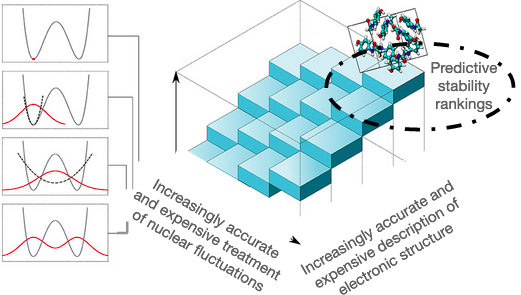 Predictive
stability
rankings
Increasingly accurate
and expensive treatment
of nuclear fluctuations
Increasingly accurate and
expensive description of
electronic structure